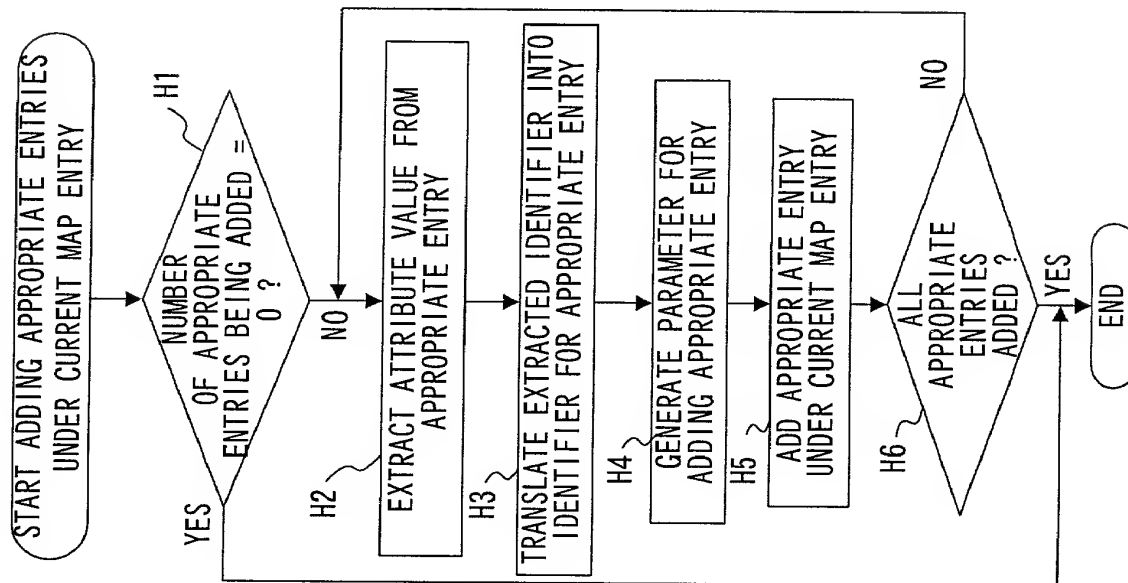 START ADDING APPROPRIATE ENTRIES
UNDER CURRENT MAP ENTRY
H1
NUMBER
OF APPROPRIATE
ENTRIES BEING ADDED =
0 ?
YES
NO
H2
EXTRACT ATTRIBUTE VALUE FROM
APPROPRIATE ENTRY
H3
TRANSLATE EXTRACTED IDENTIFIER INTO
IDENTIFIER FOR APPROPRIATE ENTRY
H4
GENERATE PARAMETER FOR
ADDING APPROPRIATE ENTRY
H5
ADD APPROPRIATE ENTRY
UNDER CURRENT MAP ENTRY
H6
ALL
APPROPRIATE
ENTRIES
ADDED ?
NO
YES
END